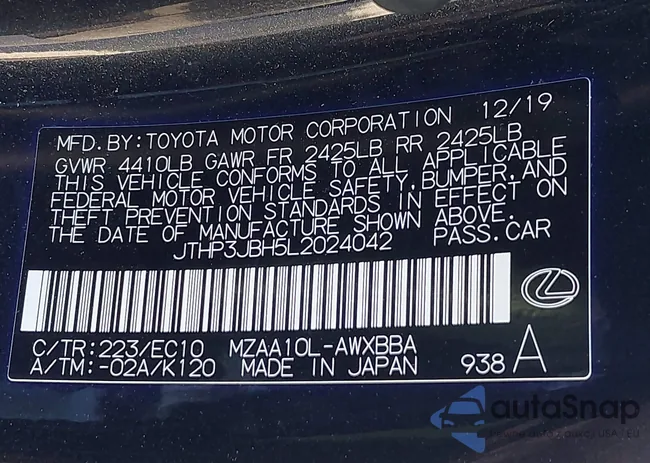 MFD. BY: TOYOTA MOTOR CORPORATION 12/19
GVWR 4410LB GAWR FR 2425LB RR 2425LB
THIS VEHICLE CONFORMS TO ALL APPLICABLE
FEDERAL MOTOR VEHICLE SAFETY, BUMPER, AND
THEFT PREVENTION STANDARDS IN EFFECT ON
THE DATE OF MANUFACTURE SHOWN ABOVE.
JTHP3JBH5L2024042 PASS. CAR
C/TR: 223/EC10 MZAA10L-AWXBBA
A/TM: -02A/K120 MADE IN JAPAN 938 A
autoSnap